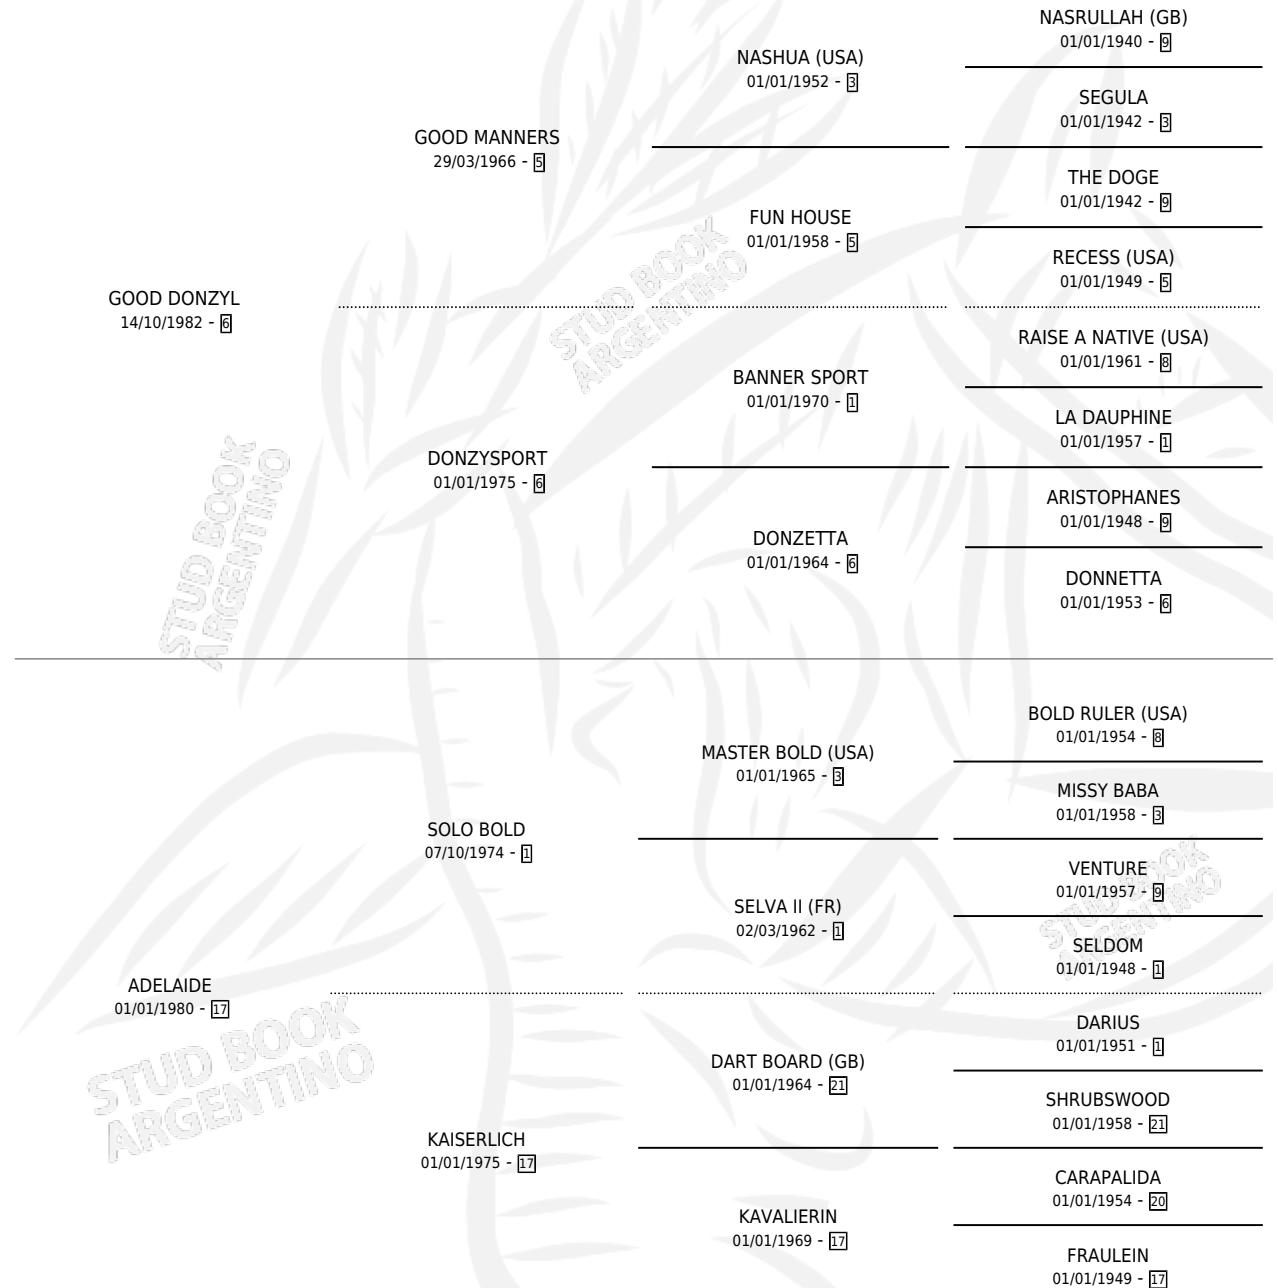 NASRULLAH (GB)
01/01/1940 - 9
NASHUA (USA)
01/01/1952 - 3
SEGULA
01/01/1942 - 3
GOOD MANNERS
29/03/1966 - 5
THE DOGE
01/01/1942 - 9
FUN HOUSE
01/01/1958 - 5
RECESS (USA)
01/01/1949 - 5
GOOD DONZYL
14/10/1982 - 6
RAISE A NATIVE (USA)
01/01/1961 - 8
BANNER SPORT
01/01/1970 - 1
LA DAUPHINE
01/01/1957 - 1
DONZYSPORT
01/01/1975 - 6
ARISTOPHANES
01/01/1948 - 9
DONZETTA
01/01/1964 - 6
DONNETTA
01/01/1953 - 6
STUD BOOK
ARGENTINO
STUD BOOK
ARGENTINO
BOLD RULER (USA)
01/01/1954 - 8
MASTER BOLD (USA)
01/01/1965 - 3
MISSY BABA
01/01/1958 - 3
SOLO BOLD
07/10/1974 - 1
VENTURE
01/01/1957 - 9
SELVA II (FR)
02/03/1962 - 1
SELDOM
01/01/1948 - 1
STUD BOOK
ARGENTINO
ADELAIDE
01/01/1980 - 17
DARIUS
01/01/1951 - 1
DART BOARD (GB)
01/01/1964 - 21
SHRUBSWOOD
01/01/1958 - 21
STUD BOOK
ARGENTINO
KAISERLICH
01/01/1975 - 17
CARAPALIDA
01/01/1954 - 20
KAVALIERIN
01/01/1969 - 17
FRAULEIN
01/01/1949 - 17